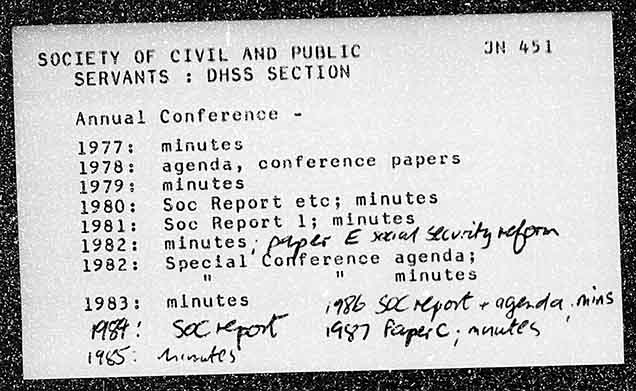 SOCIETY OF CIVIL AND PUBLIC JN 451
SERVANTS : DHSS SECTION
Annual Conference -
1977: minutes
1978: agenda, conference papers
1979: minutes
1980: Soc Report etc; minutes
1981: Soc Report 1; minutes
1982: minutes; paper E social security reform
1982: Special Conference agenda;
" " minutes
1983: minutes
1986 SOC report + agenda. mins
1984: SOC report
1987 Paper C; minutes
1985: minutes